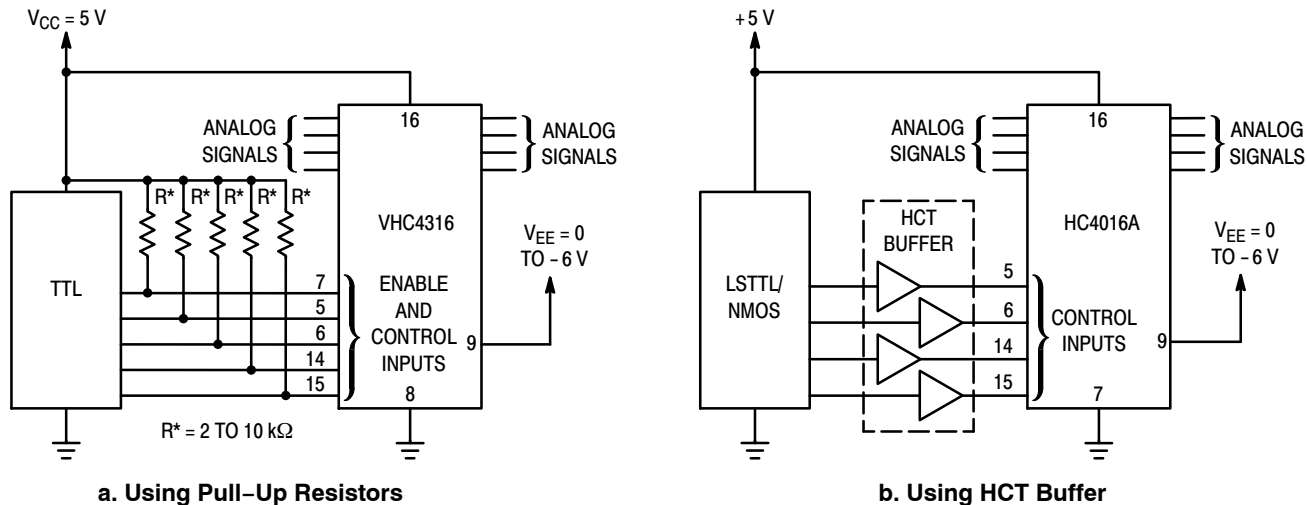 V_CC = 5 V
16
ANALOG
SIGNALS
ANALOG
SIGNALS
R* R* R* R* R*
VHC4316
V_EE = 0
TO −6 V
TTL
7
5
6
14
15
ENABLE
AND
CONTROL
INPUTS
9
8
R* = 2 TO 10 kΩ
a. Using Pull−Up Resistors
+5 V
16
ANALOG
SIGNALS
ANALOG
SIGNALS
HCT
BUFFER
HC4016A
V_EE = 0
TO −6 V
LSTTL/
NMOS
5
6
14
15
CONTROL
INPUTS
9
7
b. Using HCT Buffer